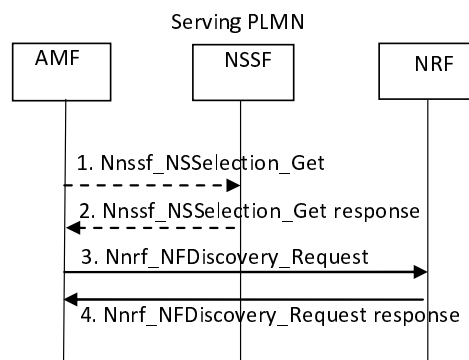 Serving PLMN
AMF
NSSF
NRF
1. Nnssf_NSSelection_Get
2. Nnssf_NSSelection_Get response
3. Nnrf_NFDiscovery_Request
4. Nnrf_NFDiscovery_Request response